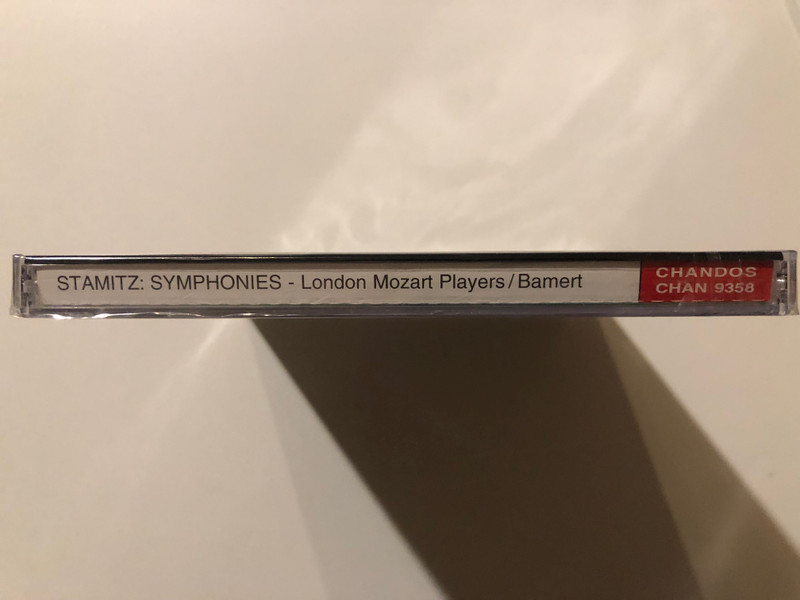 STAMITZ: SYMPHONIES - London Mozart Players/Bamert
CHANDOS
CHAN 9358